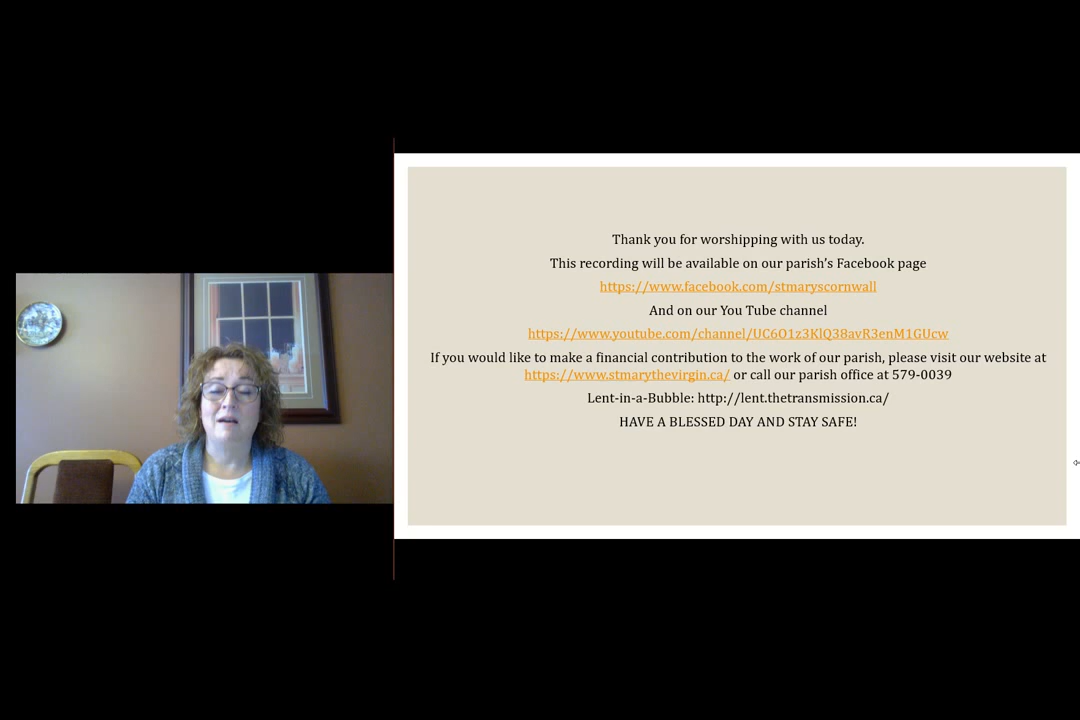 Thank you for worshipping with us today.
This recording will be available on our parish’s Facebook page
https://www.facebook.com/stmaryscornwall
And on our You Tube channel
https://www.youtube.com/channel/UC6O1z3KlQ38avR3enM1GUcw
If you would like to make a financial contribution to the work of our parish, please visit our website at
https://www.stmarythevirgin.ca/ or call our parish office at 579-0039
Lent-in-a-Bubble: http://lent.thetransmission.ca/
HAVE A BLESSED DAY AND STAY SAFE!